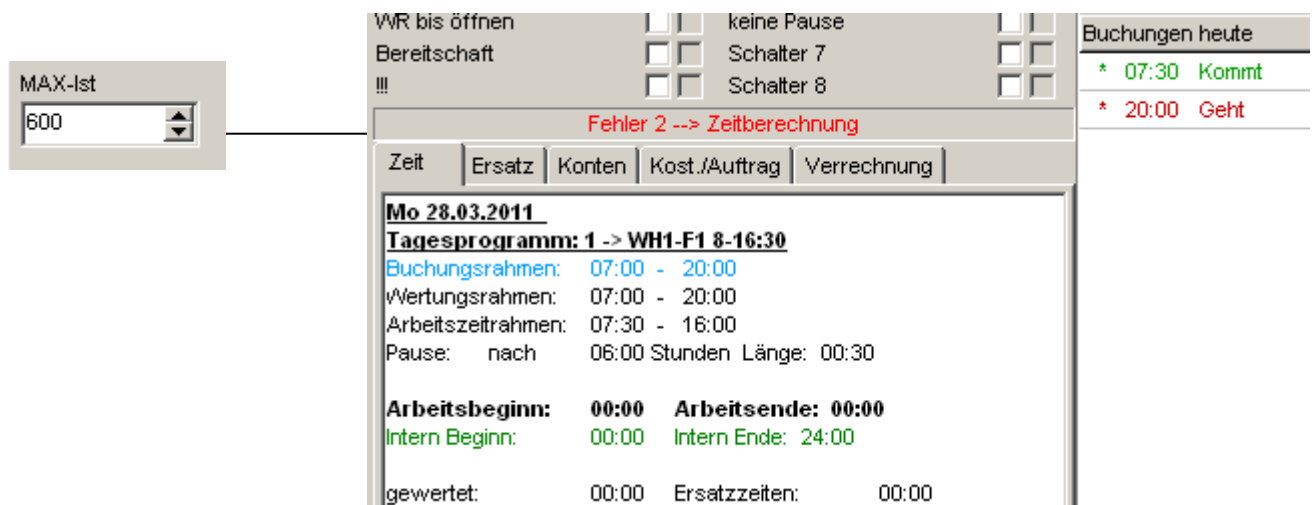 MAX-Ist
600
WR bis öffnen keine Pause
Bereitschaft Schalter 7
!!! Schalter 8
Fehler 2 --> Zeitberechnung
Zeit Ersatz Konten Kost./Auftrag Verrechnung
Mo 28.03.2011
Tagesprogramm: 1 -> WH1-F1 8-16:30
Buchungsrahmen: 07:00 - 20:00
Wertungsrahmen: 07:00 - 20:00
Arbeitszeitrahmen: 07:30 - 16:00
Pause: nach 06:00 Stunden Länge: 00:30
Arbeitsbeginn: 00:00 Arbeitsende: 00:00
Intern Beginn: 00:00 Intern Ende: 24:00
gewertet: 00:00 Ersatzzeiten: 00:00
Buchungen heute
* 07:30 Kommt
* 20:00 Geht